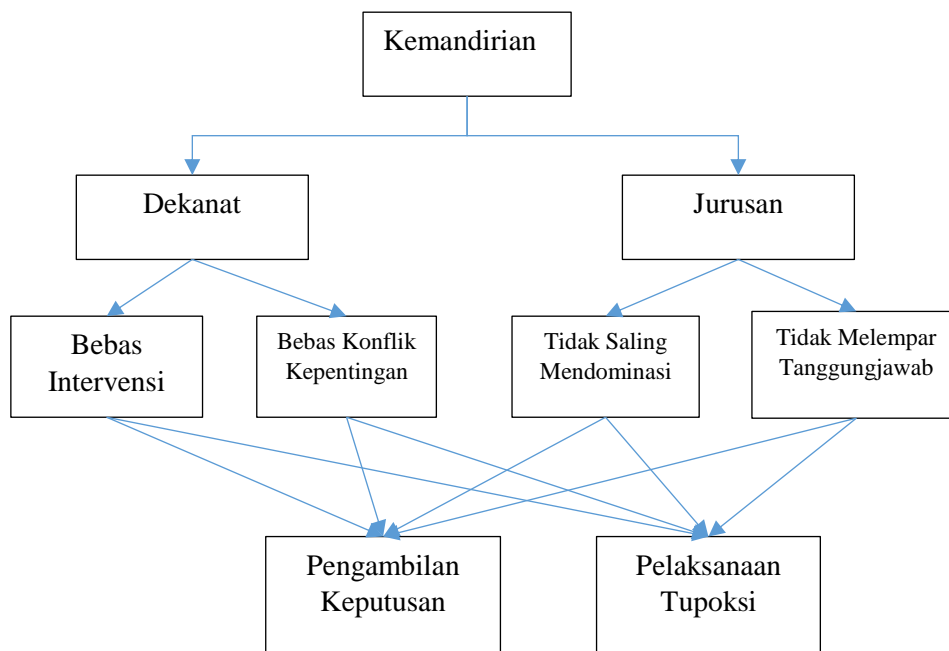 Kemandirian
Dekanat
Jurusan
Bebas
Intervensi
Bebas Konflik
Kepentingan
Tidak Saling
Mendominasi
Tidak Melempar
Tanggungjawab
Pengambilan
Keputusan
Pelaksanaan
Tupoksi